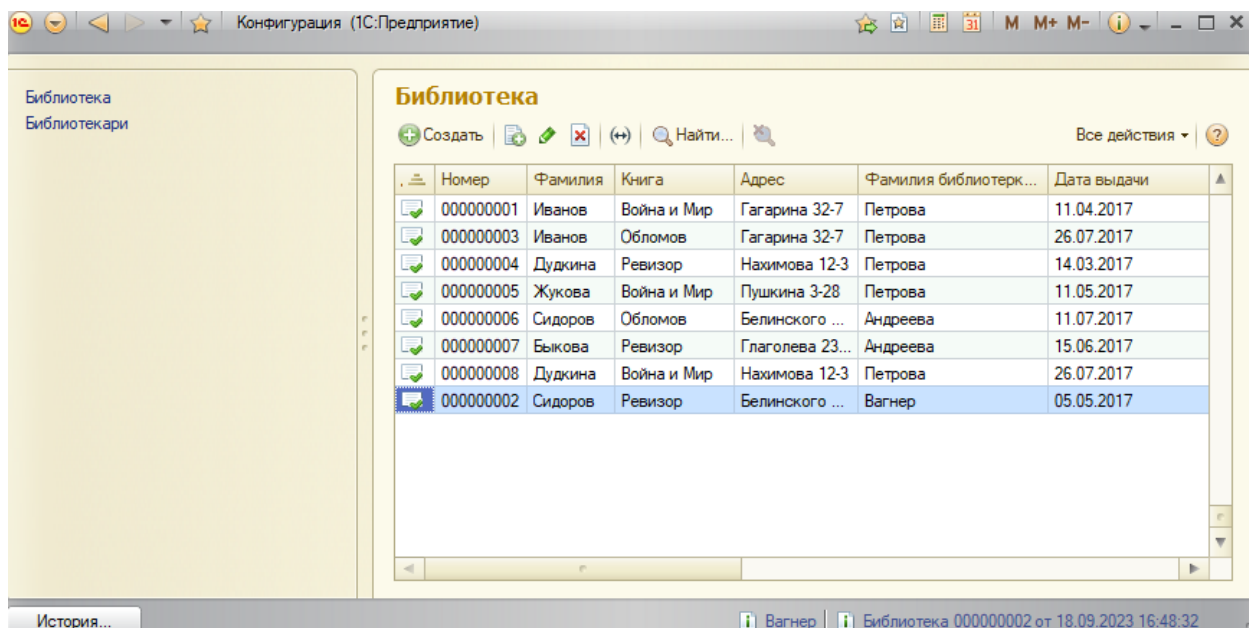 1С Конфигурация (1С:Предприятие) 31 M M+ M-
Библиотека
Библиотекари
Библиотека
Создать Найти... Все действия
Номер Фамилия Книга Адрес Фамилия библиотерк... Дата выдачи
000000001 Иванов Война и Мир Гагарина 32-7 Петрова 11.04.2017
000000003 Иванов Обломов Гагарина 32-7 Петрова 26.07.2017
000000004 Дудкина Ревизор Нахимова 12-3 Петрова 14.03.2017
000000005 Жукова Война и Мир Пушкина 3-28 Петрова 11.05.2017
000000006 Сидоров Обломов Белинского ... Андреева 11.07.2017
000000007 Быкова Ревизор Глаголева 23... Андреева 15.06.2017
000000008 Дудкина Война и Мир Нахимова 12-3 Петрова 26.07.2017
000000002 Сидоров Ревизор Белинского ... Вагнер 05.05.2017
История... Вагнер Библиотека 000000002 от 18.09.2023 16:48:32